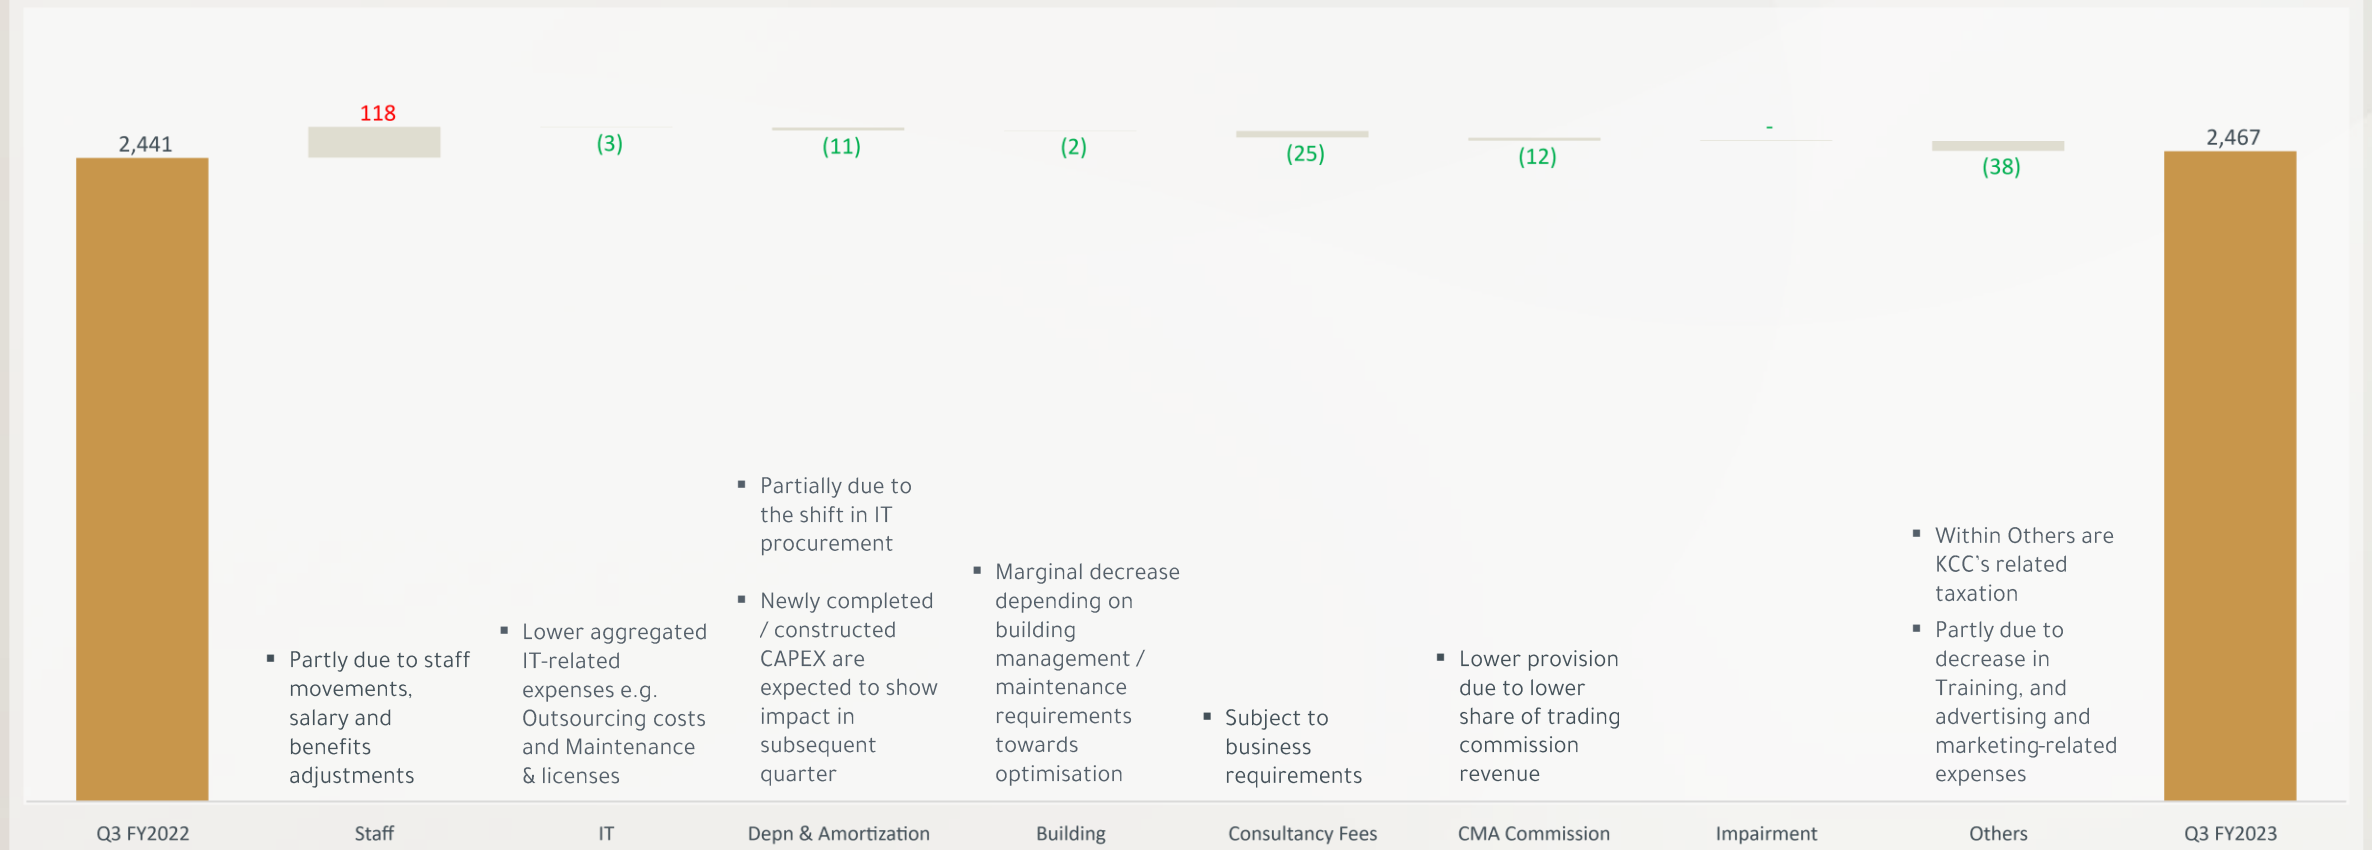 118
2,441
(3)
(11)
(2)
(25)
(12)
-
(38)
2,467
▪ Partly due to staff
movements,
salary and
benefits
adjustments
▪ Lower aggregated
IT-related
expenses e.g.
Outsourcing costs
and Maintenance
& licenses
▪ Partially due to
the shift in IT
procurement
▪ Newly completed
/ constructed
CAPEX are
expected to show
impact in
subsequent
quarter
▪ Marginal decrease
depending on
building
management /
maintenance
requirements
towards
optimisation
▪ Subject to
business
requirements
▪ Lower provision
due to lower
share of trading
commission
revenue
▪ Within Others are
KCC's related
taxation
▪ Partly due to
decrease in
Training, and
advertising and
marketing-related
expenses
Q3 FY2022
Staff
IT
Depn & Amortization
Building
Consultancy Fees
CMA Commission
Impairment
Others
Q3 FY2023